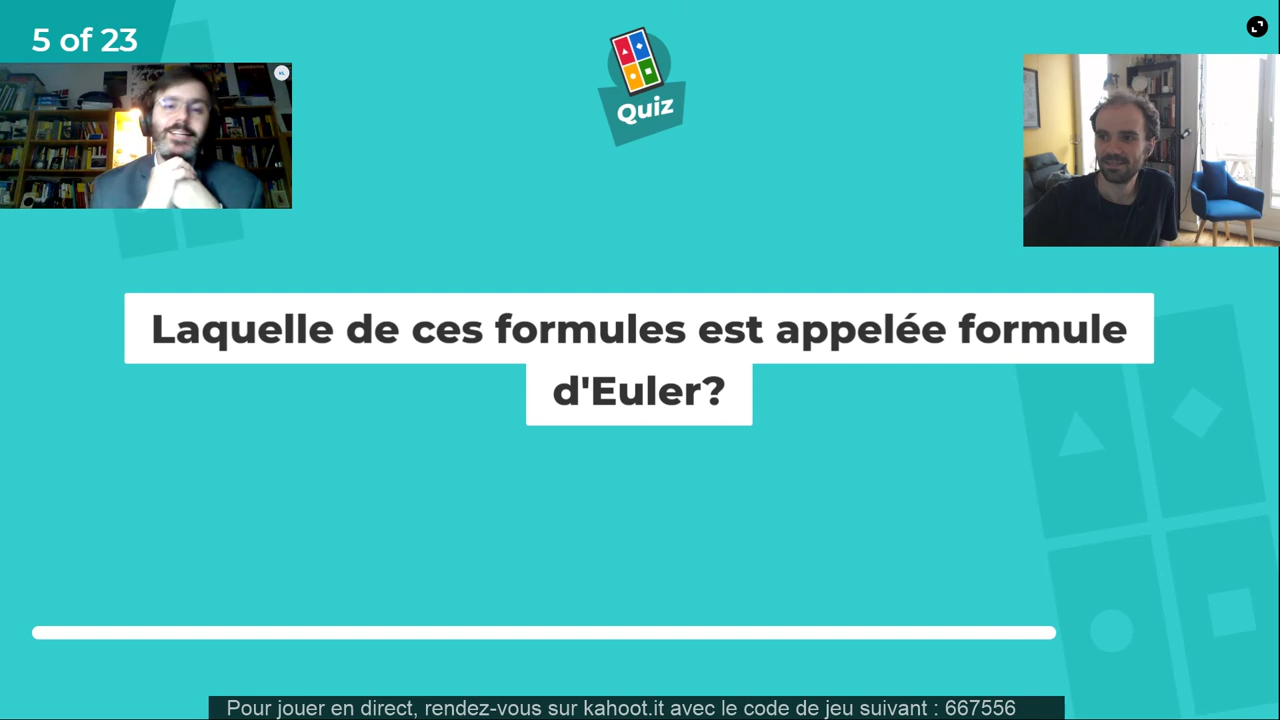 5 of 23
Quiz
Laquelle de ces formules est appelée formule
d'Euler?
Pour jouer en direct, rendez-vous sur kahoot.it avec le code de jeu suivant : 667556